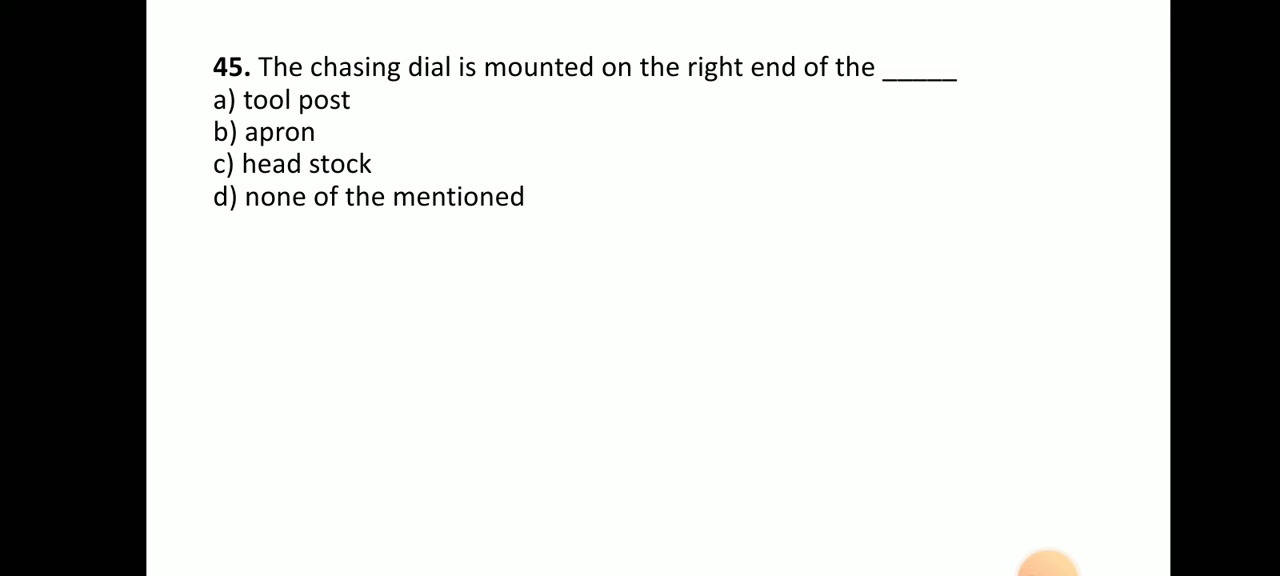 45. The chasing dial is mounted on the right end of the _____
a) tool post
b) apron
c) head stock
d) none of the mentioned